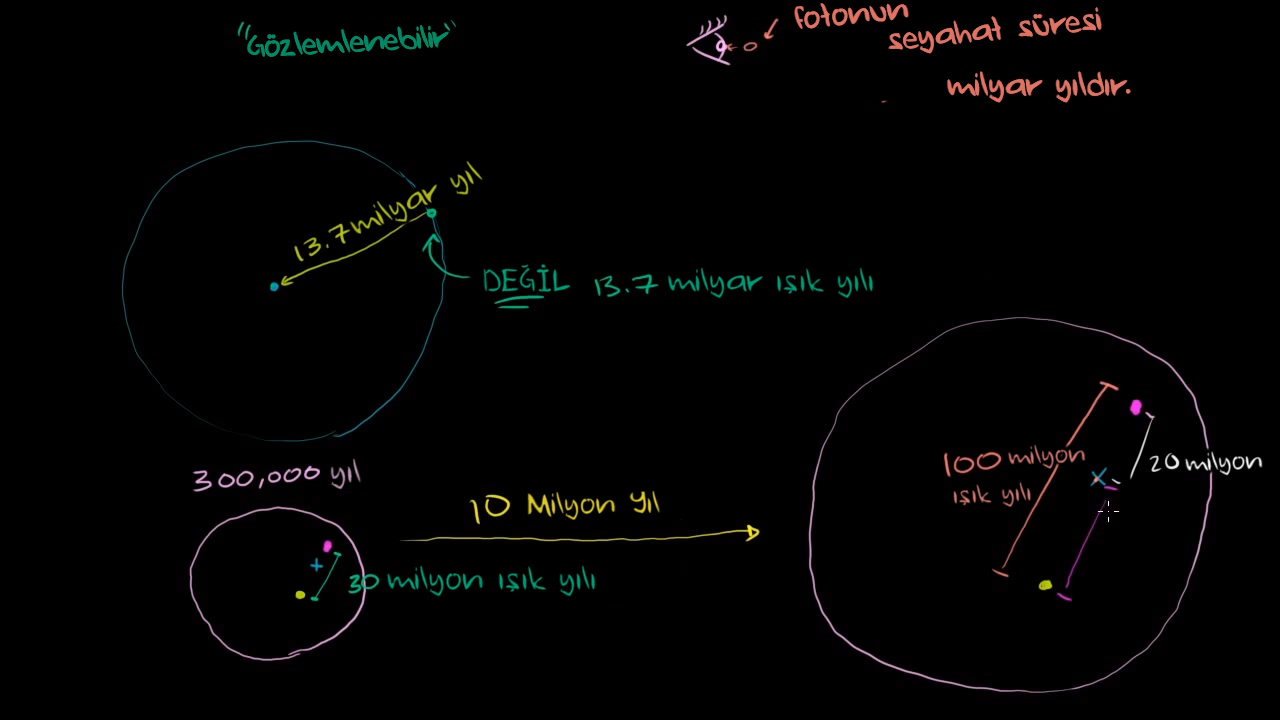 "Gözlemlenebilir"
fotonun
seyahat süresi
milyar yıldır.
13.7 milyar yıl
DEĞİL 13.7 milyar ışık yılı
300,000 yıl
10 Milyon yıl
30 milyon ışık yılı
100 milyon
ışık yılı
20 milyon